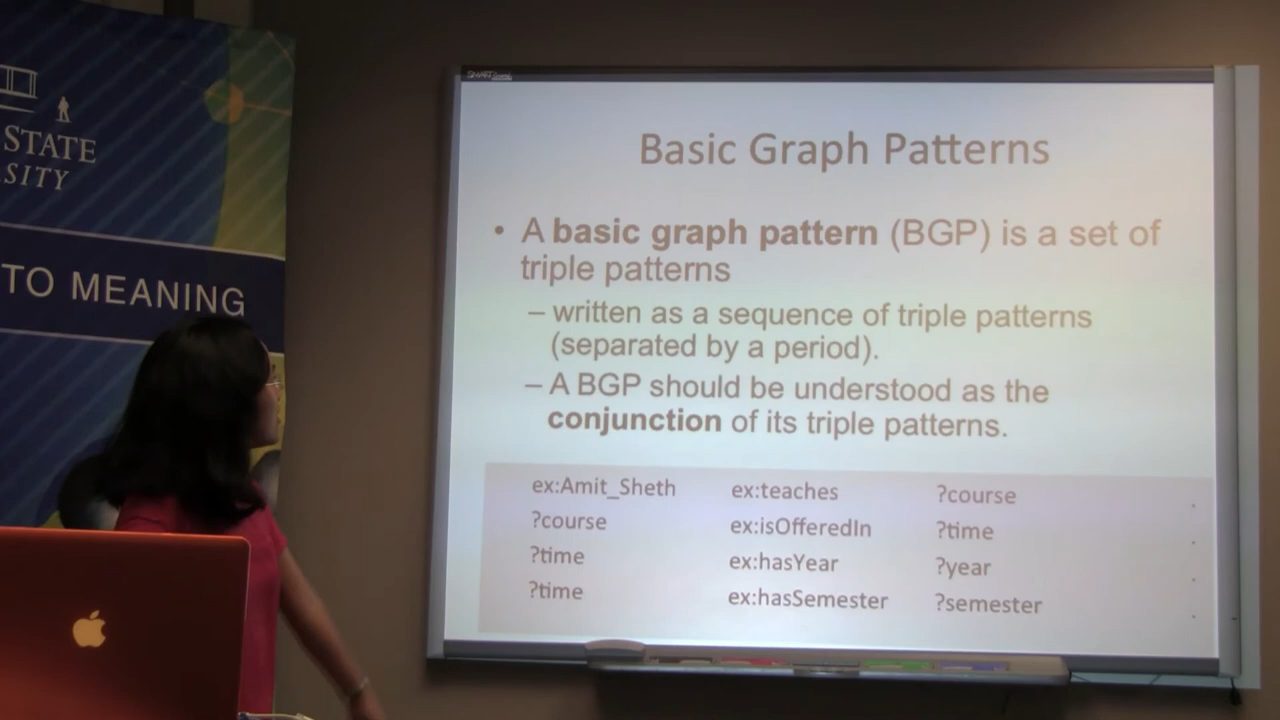 STATE
SITY
TO MEANING
SMART Board
Basic Graph Patterns
• A basic graph pattern (BGP) is a set of
triple patterns
– written as a sequence of triple patterns
(separated by a period).
– A BGP should be understood as the
conjunction of its triple patterns.
ex:Amit_Sheth ex:teaches ?course .
?course ex:isOfferedIn ?time .
?time ex:hasYear ?year .
?time ex:hasSemester ?semester .